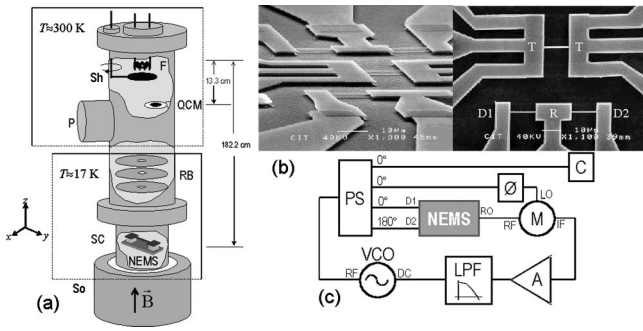 T≈300 K
F
Sh
13.3 cm
QCM
P
182.2 cm
T≈17 K
RB
z
x
y
SC
NEMS
So
B
(a)
CIT 40KV X1,900 10μm 45mm
T T
D1 R D2
CIT 40KV X1,100 10μm 39mm
(b)
0°
C
0°
Ø
LO
PS
0° D1
NEMS
RO
RF
M
IF
180° D2
VCO
RF
DC
LPF
A
(c)